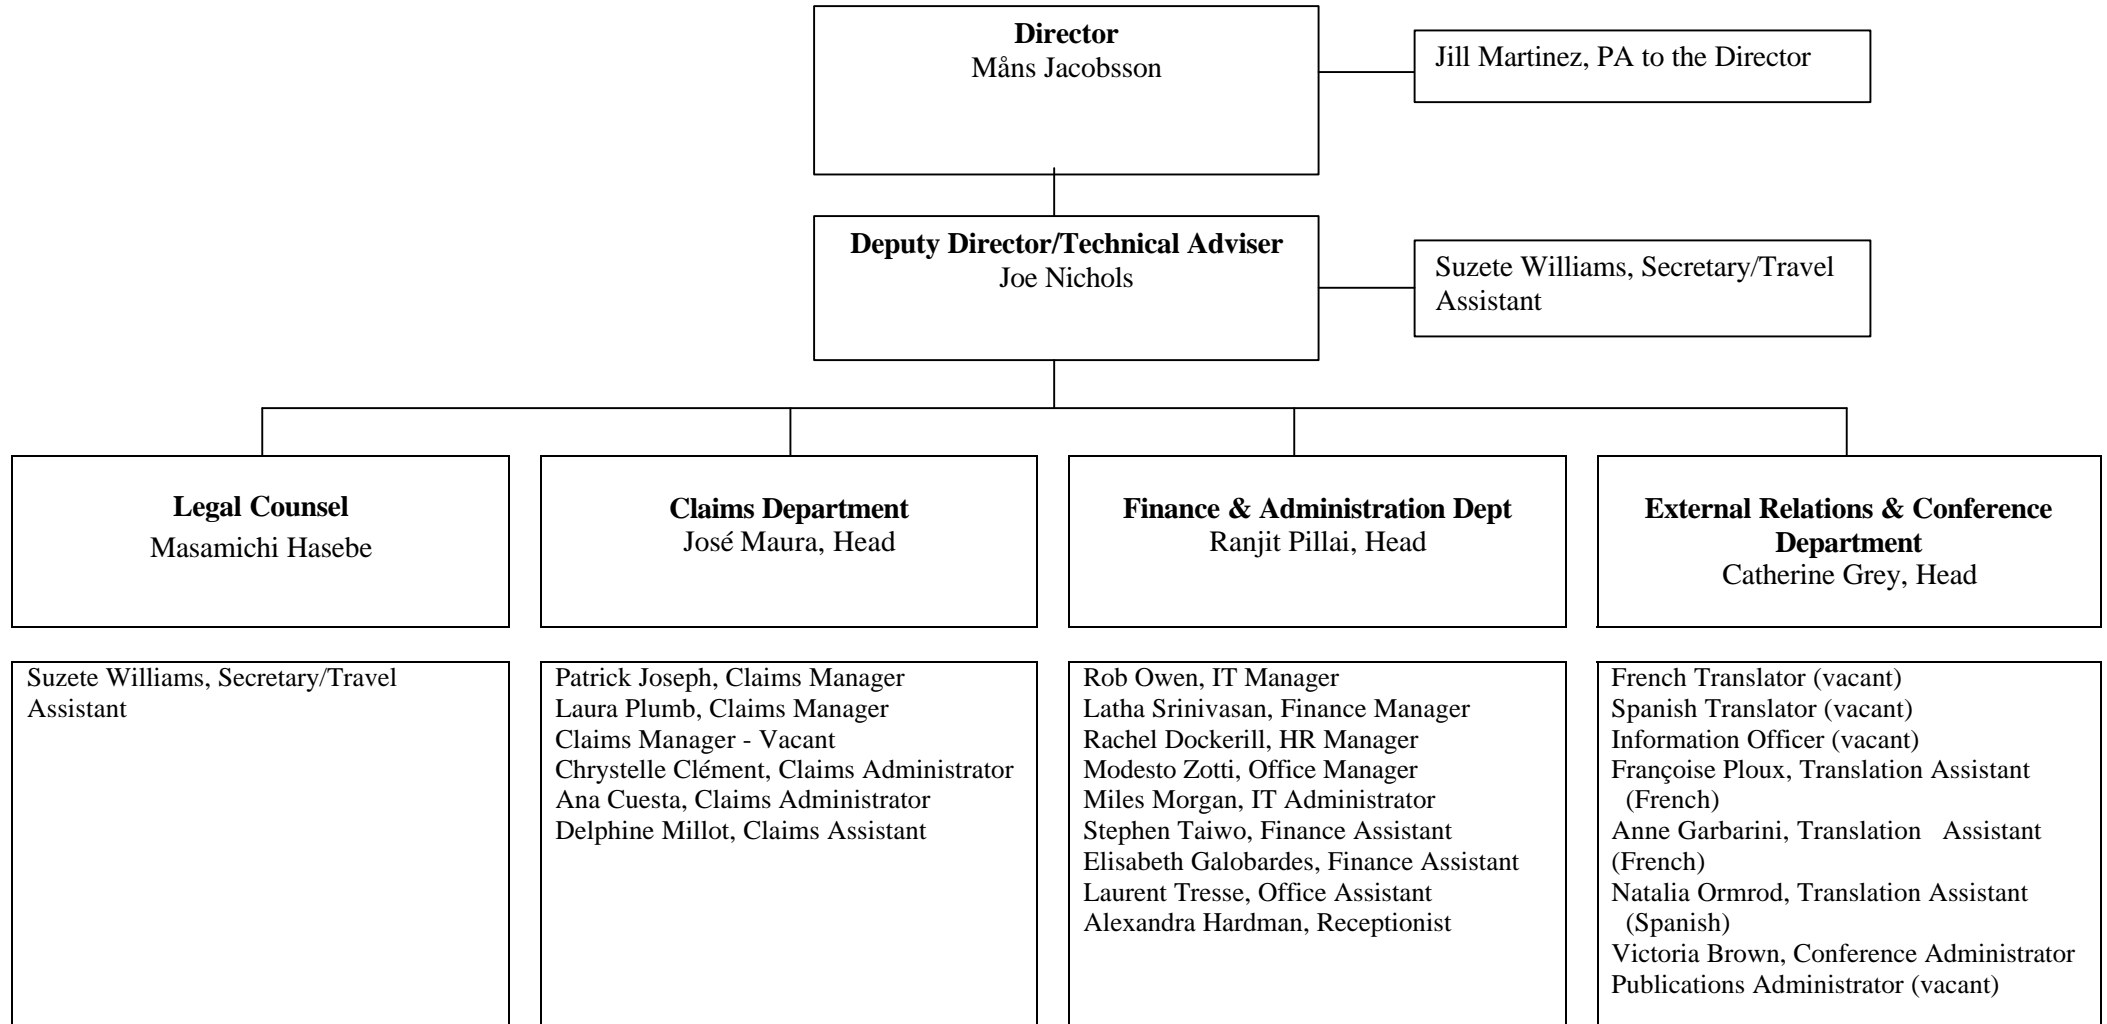 Director
Måns Jacobsson
Jill Martinez, PA to the Director
Deputy Director/Technical Adviser
Joe Nichols
Suzete Williams, Secretary/Travel
Assistant
Legal Counsel
Masamichi Hasebe
Claims Department
José Maura, Head
Finance & Administration Dept
Ranjit Pillai, Head
External Relations & Conference
Department
Catherine Grey, Head
Suzete Williams, Secretary/Travel
Assistant
Patrick Joseph, Claims Manager
Laura Plumb, Claims Manager
Claims Manager - Vacant
Chrystelle Clément, Claims Administrator
Ana Cuesta, Claims Administrator
Delphine Millot, Claims Assistant
Rob Owen, IT Manager
Latha Srinivasan, Finance Manager
Rachel Dockerill, HR Manager
Modesto Zotti, Office Manager
Miles Morgan, IT Administrator
Stephen Taiwo, Finance Assistant
Elisabeth Galobardes, Finance Assistant
Laurent Tresse, Office Assistant
Alexandra Hardman, Receptionist
French Translator (vacant)
Spanish Translator (vacant)
Information Officer (vacant)
Françoise Ploux, Translation Assistant
(French)
Anne Garbarini, Translation Assistant
(French)
Natalia Ormrod, Translation Assistant
(Spanish)
Victoria Brown, Conference Administrator
Publications Administrator (vacant)